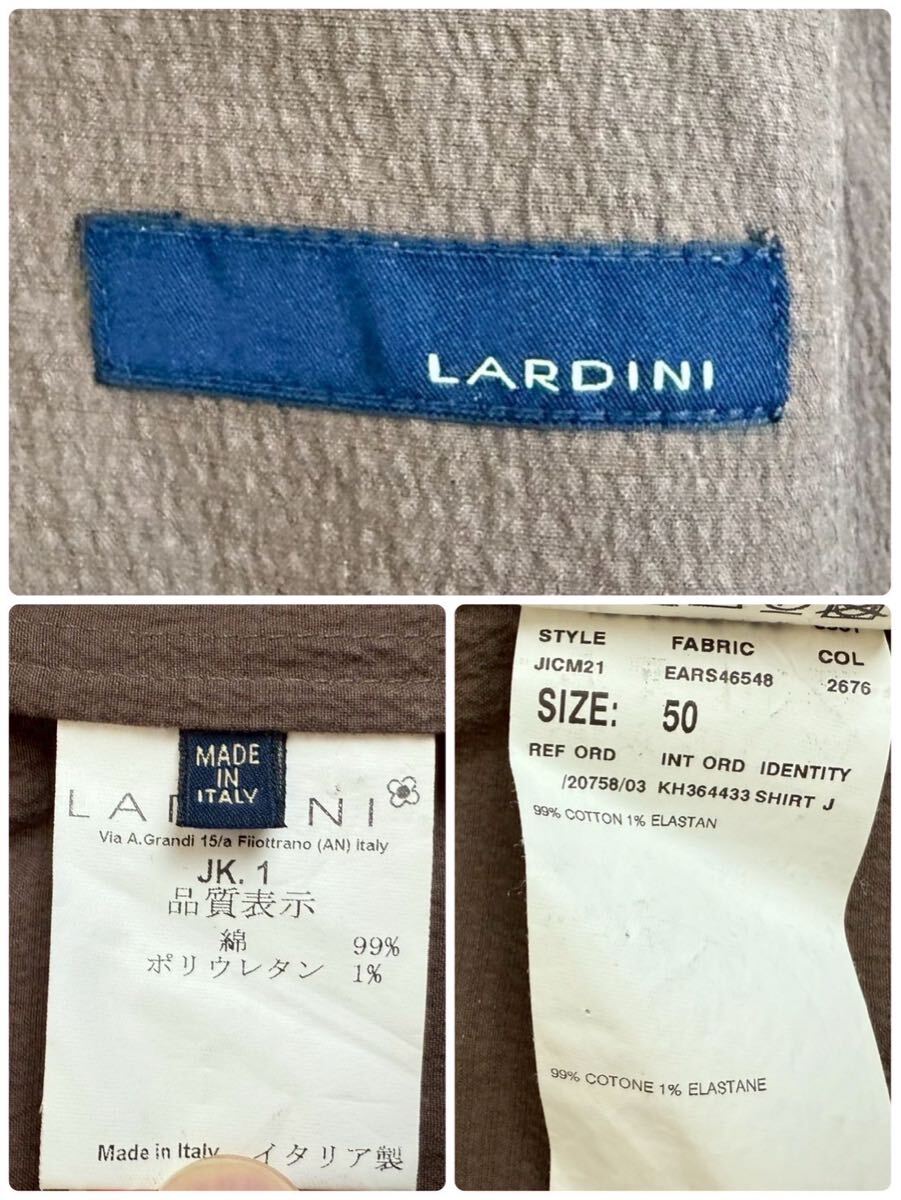 LARDINI
MADE
IN
ITALY
Via A.Grandi 15/a Fiiottrano (AN) italy
JK. 1
品質表示
綿 99%
ポリウレタン 1%
Made in Italy イタリア製
STYLE FABRIC COL
JICM21 EARS46548 2676
SIZE: 50
REF ORD INT ORD IDENTITY
/20758/03 KH364433 SHIRT J
99% COTTON 1% ELASTAN
99% COTONE 1% ELASTANE